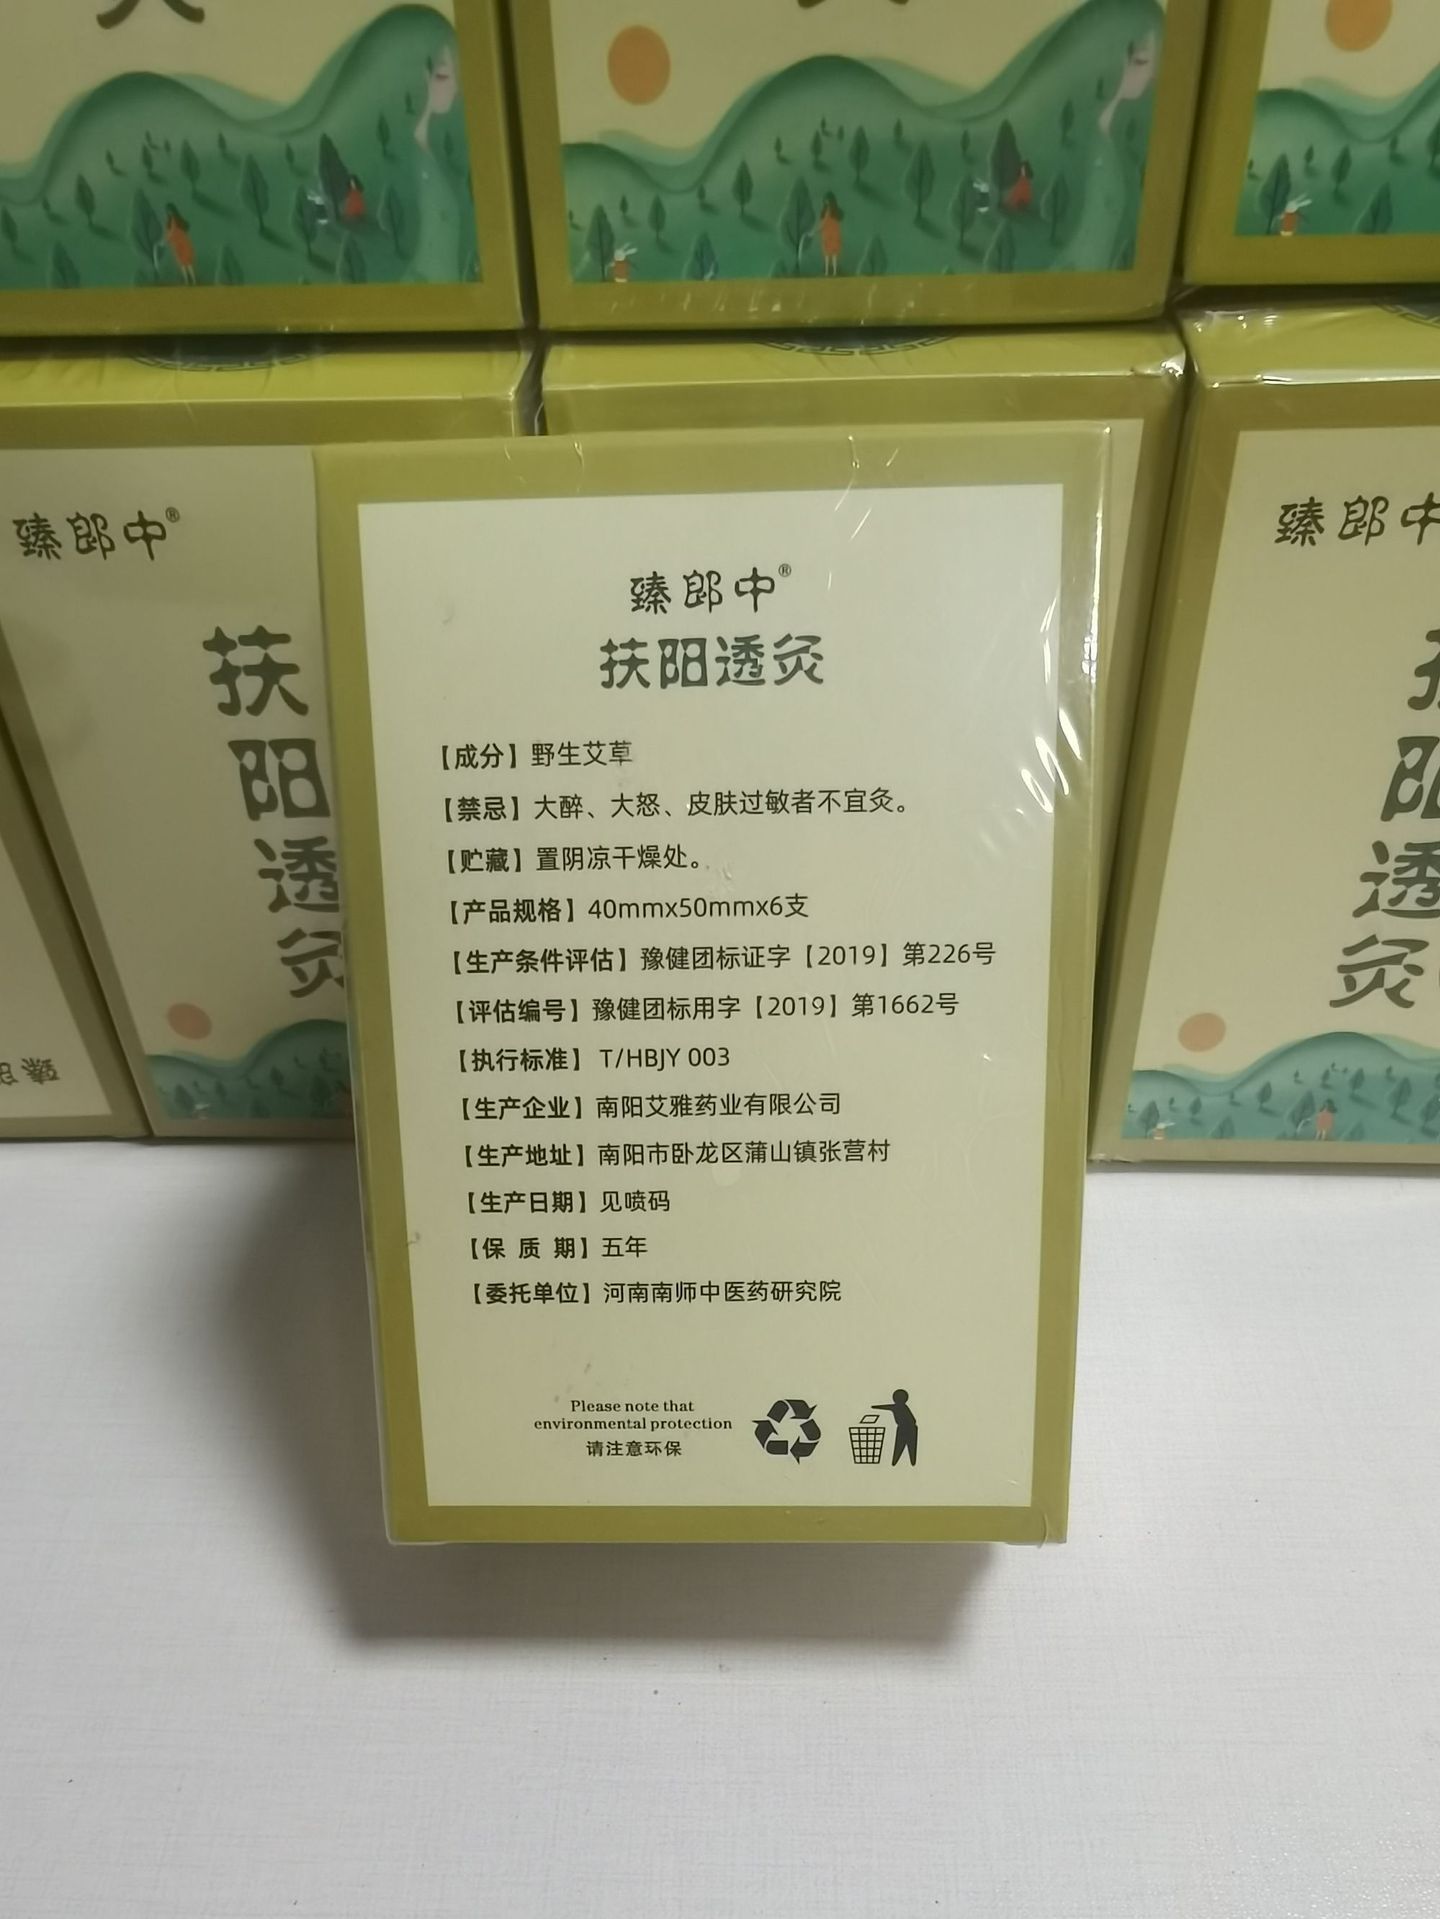 臻郎中®
扶阳透灸
臻郎中®
扶阳透灸
【成分】野生艾草
【禁忌】大醉、大怒、皮肤过敏者不宜灸。
【贮藏】置阴凉干燥处。
【产品规格】40mmx50mmx6支
【生产条件评估】豫健团标证字【2019】第226号
【评估编号】豫健团标用字【2019】第1662号
【执行标准】T/HBJY 003
【生产企业】南阳艾雅药业有限公司
【生产地址】南阳市卧龙区蒲山镇张营村
【生产日期】见喷码
【保 质 期】五年
【委托单位】河南南师中医药研究院
Please note that
environmental protection
请注意环保
臻郎中
扶阳透灸